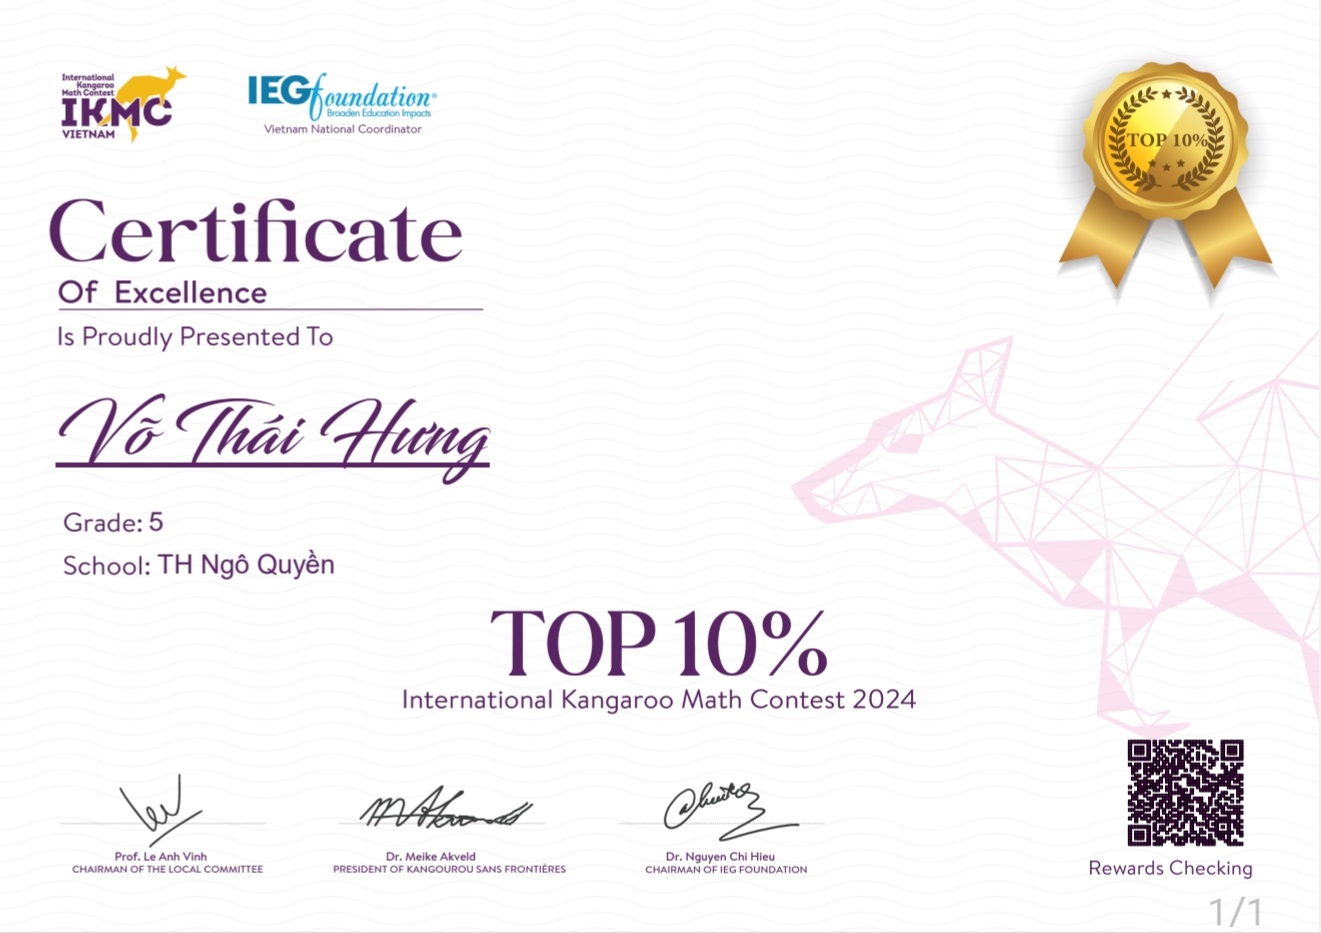 International
Kangaroo
Math Contest
IKMC
VIETNAM
IEGfoundation®
Broaden Education Impacts
Vietnam National Coordinator
TOP 10%
Certificate
Of Excellence
Is Proudly Presented To
Võ Thái Hưng
Grade: 5
School: TH Ngô Quyền
TOP 10%
International Kangaroo Math Contest 2024
Prof. Le Anh Vinh
CHAIRMAN OF THE LOCAL COMMITTEE
Dr. Meike Akveld
PRESIDENT OF KANGOUROU SANS FRONTIÈRES
Dr. Nguyen Chi Hieu
CHAIRMAN OF IEG FOUNDATION
Rewards Checking
1/1